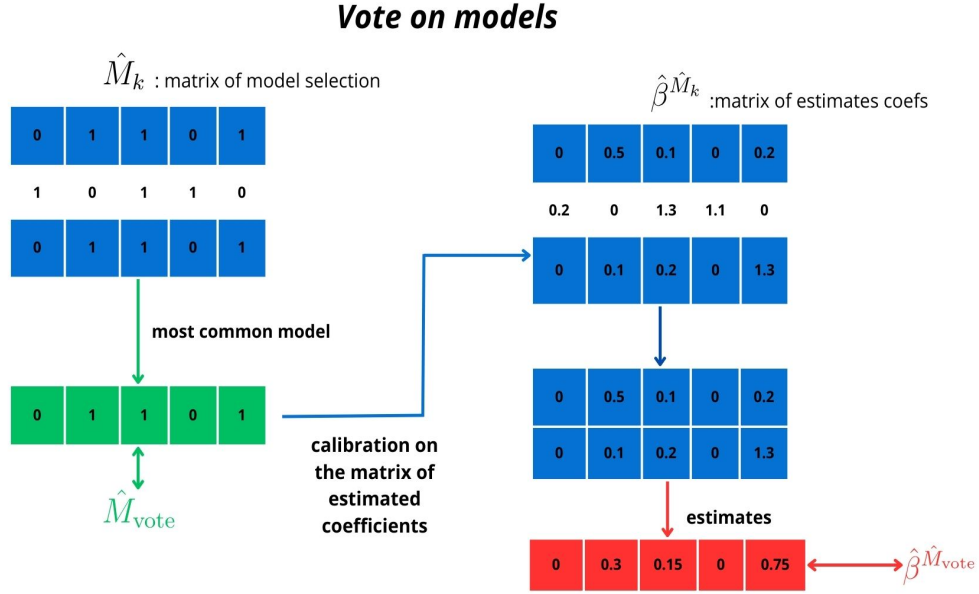 Vote on models
M̂_k : matrix of model selection
β̂^{M̂_k} :matrix of estimates coefs
0 1 1 0 1
1 0 1 1 0
0 1 1 0 1
0 0.5 0.1 0 0.2
0.2 0 1.3 1.1 0
0 0.1 0.2 0 1.3
most common model
0 1 1 0 1
M̂_vote
calibration on
the matrix of
estimated
coefficients
0 0.5 0.1 0 0.2
0 0.1 0.2 0 1.3
estimates
0 0.3 0.15 0 0.75
β̂^{M̂_vote}